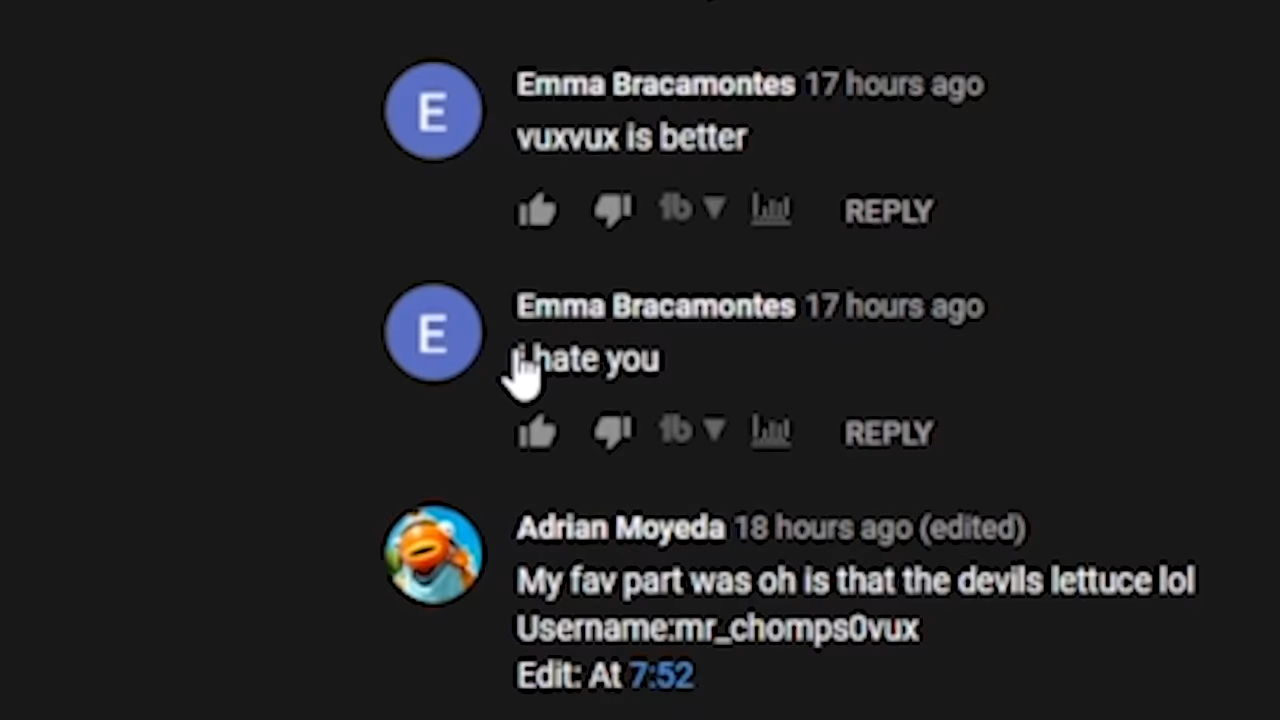 E
Emma Bracamontes 17 hours ago
vuxvux is better
REPLY
E
Emma Bracamontes 17 hours ago
i hate you
REPLY
Adrian Moyeda 18 hours ago (edited)
My fav part was oh is that the devils lettuce lol
Username:mr_chomps0vux
Edit: At 7:52